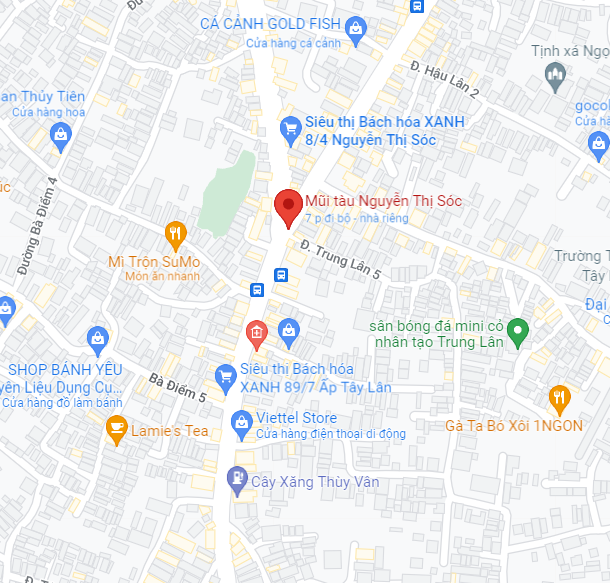 Đư
CÁ CẢNH GOLD FISH
Cửa hàng cá cảnh
Tịnh xá Ngọ
Đ. Hậu Lân 2
an Thủy Tiên
Cửa hàng hoa
gocol
Cửa hà
Siêu thị Bách hóa XANH
8/4 Nguyễn Thị Sóc
Đường Bà Điểm 4
Mũi tàu Nguyễn Thị Sóc
7 p đi bộ - nhà riêng
úc
Đ. Trung Lân 5
Mì Trộn SuMo
Món ăn nhanh
Trường T
Đại
sân bóng đá mini cỏ
nhân tạo Trung Lân
SHOP BÁNH YÊU
yên Liệu Dụng Cụ...
Cửa hàng đồ làm bánh
Bà Điểm 5
Siêu thị Bách hóa
XANH 89/7 Ấp Tây Lân
Viettel Store
Cửa hàng điện thoại di động
Gà Ta Bó Xôi 1NGON
Lamie's Tea
Cây Xăng Thùy Vân